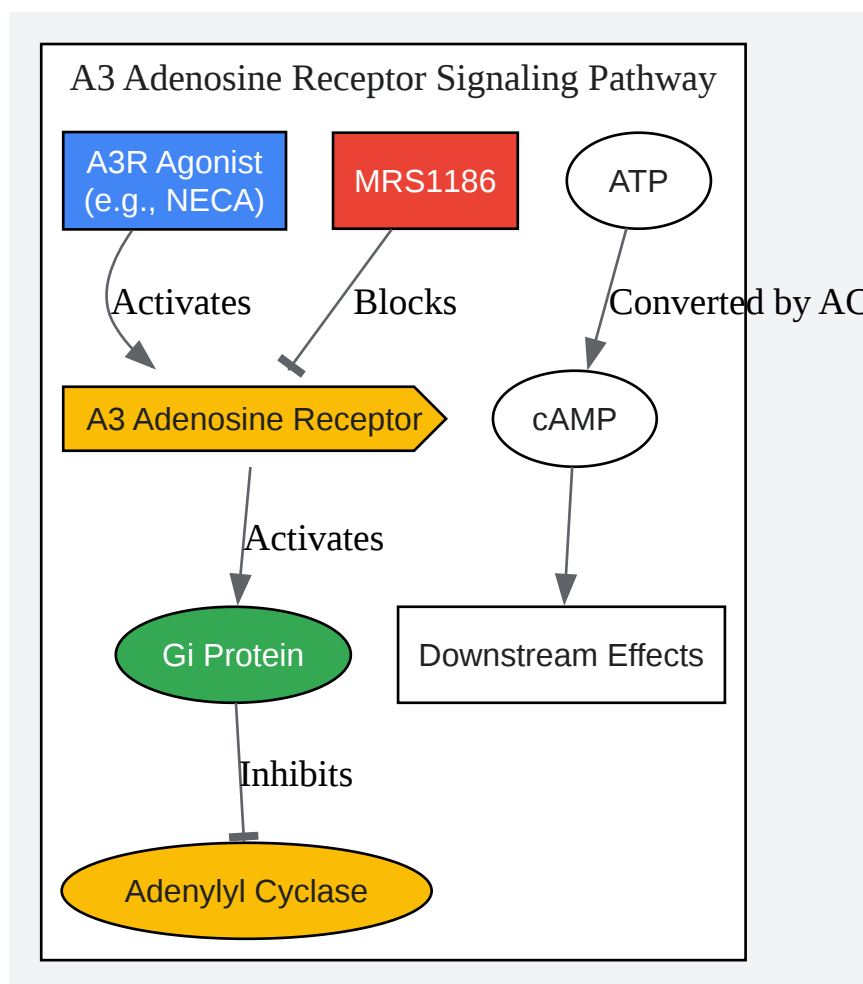 A3 Adenosine Receptor Signaling Pathway
A3R Agonist
(e.g., NECA)
MRS1186
ATP
Activates
Blocks
Converted by AC
A3 Adenosine Receptor
cAMP
Activates
Gi Protein
Downstream Effects
Inhibits
Adenylyl Cyclase